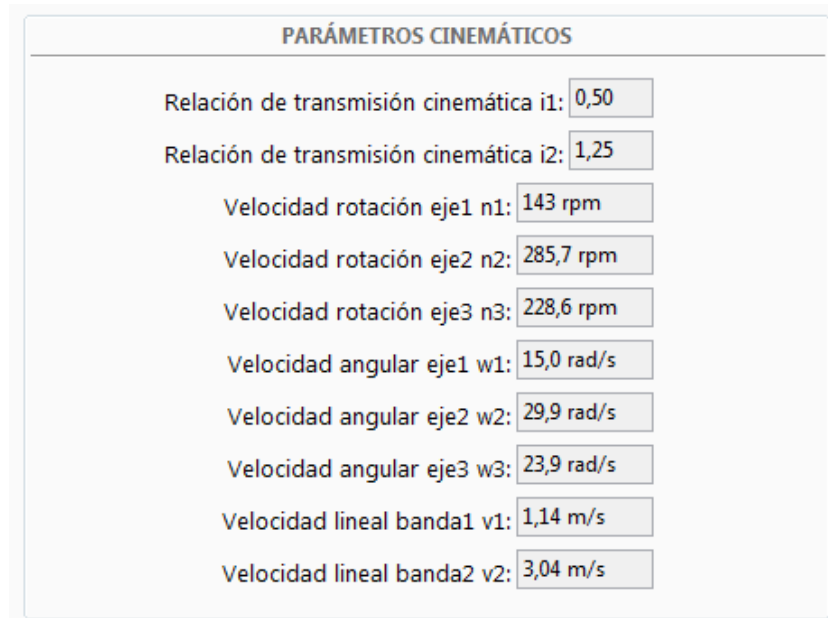 PARÁMETROS CINEMÁTICOS
Relación de transmisión cinemática i1: 0,50
Relación de transmisión cinemática i2: 1,25
Velocidad rotación eje1 n1: 143 rpm
Velocidad rotación eje2 n2: 285,7 rpm
Velocidad rotación eje3 n3: 228,6 rpm
Velocidad angular eje1 w1: 15,0 rad/s
Velocidad angular eje2 w2: 29,9 rad/s
Velocidad angular eje3 w3: 23,9 rad/s
Velocidad lineal banda1 v1: 1,14 m/s
Velocidad lineal banda2 v2: 3,04 m/s